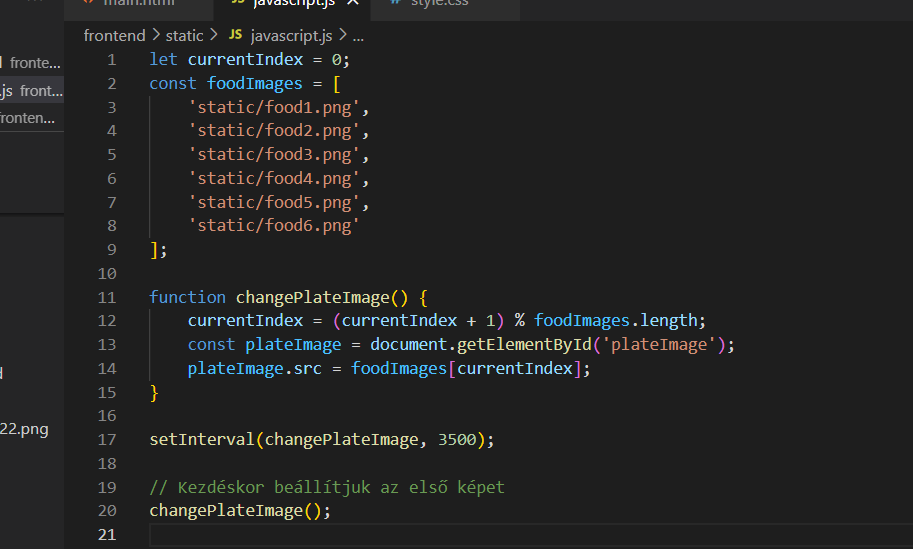 main.html javascript.js style.css
frontend static JS javascript.js ...
fronte...
.js front...
fronten...
22.png
1 let currentIndex = 0;
2 const foodImages = [
3 'static/food1.png',
4 'static/food2.png',
5 'static/food3.png',
6 'static/food4.png',
7 'static/food5.png',
8 'static/food6.png'
9 ];
10
11 function changePlateImage() {
12 currentIndex = (currentIndex + 1) % foodImages.length;
13 const plateImage = document.getElementById('plateImage');
14 plateImage.src = foodImages[currentIndex];
15 }
16
17 setInterval(changePlateImage, 3500);
18
19 // Kezdéskor beállítjuk az első képet
20 changePlateImage();
21